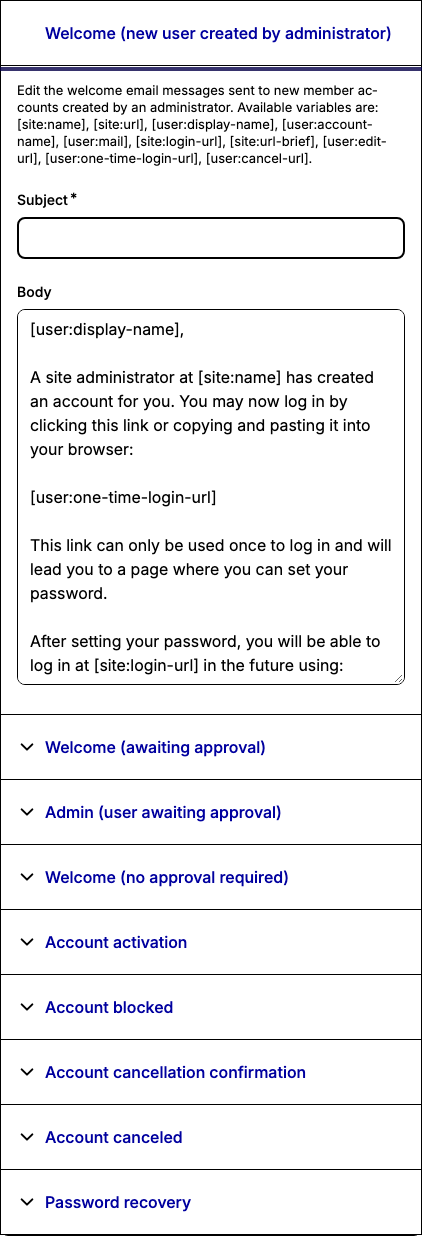 Welcome (new user created by administrator)
Edit the welcome email messages sent to new member ac-
counts created by an administrator. Available variables are:
[site:name], [site:url], [user:display-name], [user:account-
name], [user:mail], [site:login-url], [site:url-brief], [user:edit-
url], [user:one-time-login-url], [user:cancel-url].
Subject*
Body
[user:display-name],
A site administrator at [site:name] has created
an account for you. You may now log in by
clicking this link or copying and pasting it into
your browser:
[user:one-time-login-url]
This link can only be used once to log in and will
lead you to a page where you can set your
password.
After setting your password, you will be able to
log in at [site:login-url] in the future using:
Welcome (awaiting approval)
Admin (user awaiting approval)
Welcome (no approval required)
Account activation
Account blocked
Account cancellation confirmation
Account canceled
Password recovery